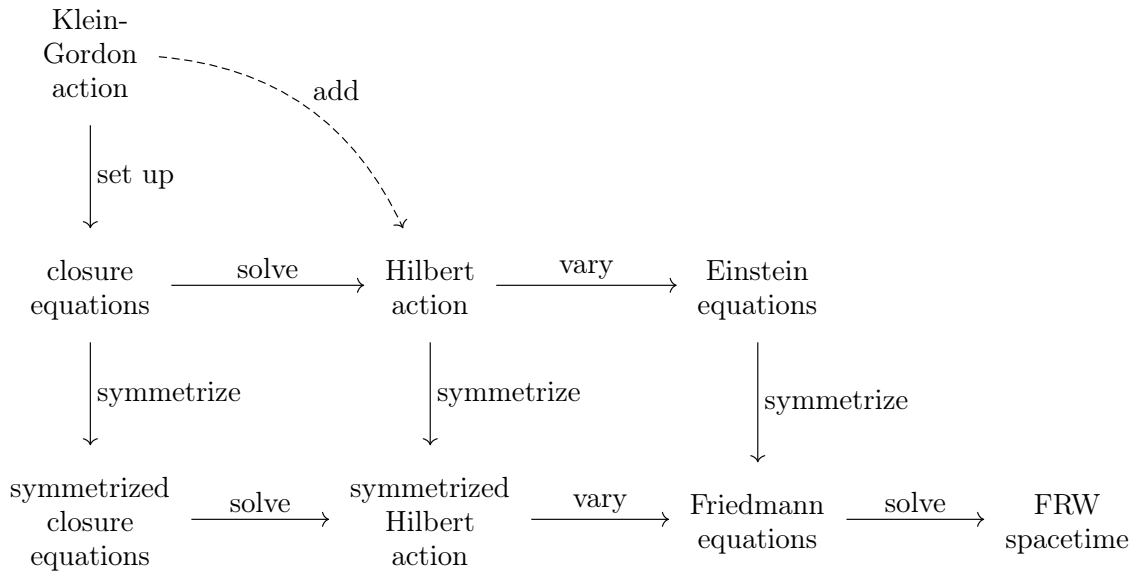 Klein-
Gordon
action
add
set up
closure
equations
solve
Hilbert
action
vary
Einstein
equations
symmetrize
symmetrize
symmetrize
symmetrized
closure
equations
solve
symmetrized
Hilbert
action
vary
Friedmann
equations
solve
FRW
spacetime